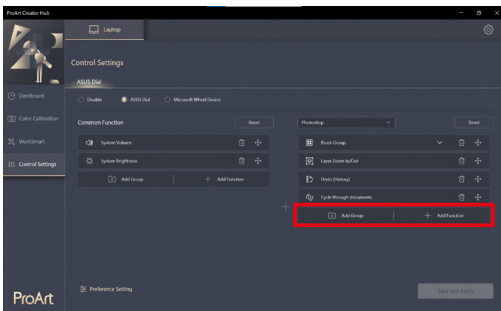 ProArt Creator Hub
Laptop
Control Settings
ASUS Dial
Disable
ASUS Dial
Microsoft Wheel Device
Dashboard
Color Calibration
WorkSmart
Control Settings
Common Function
Reset
System Volume
System Brightness
Add Group
Add Function
Photoshop
Reset
Brush Group
Layer Zoom In/Out
Undo (History)
Cycle through documents
Add Group
Add Function
Preference Setting
Save and Apply
ProArt